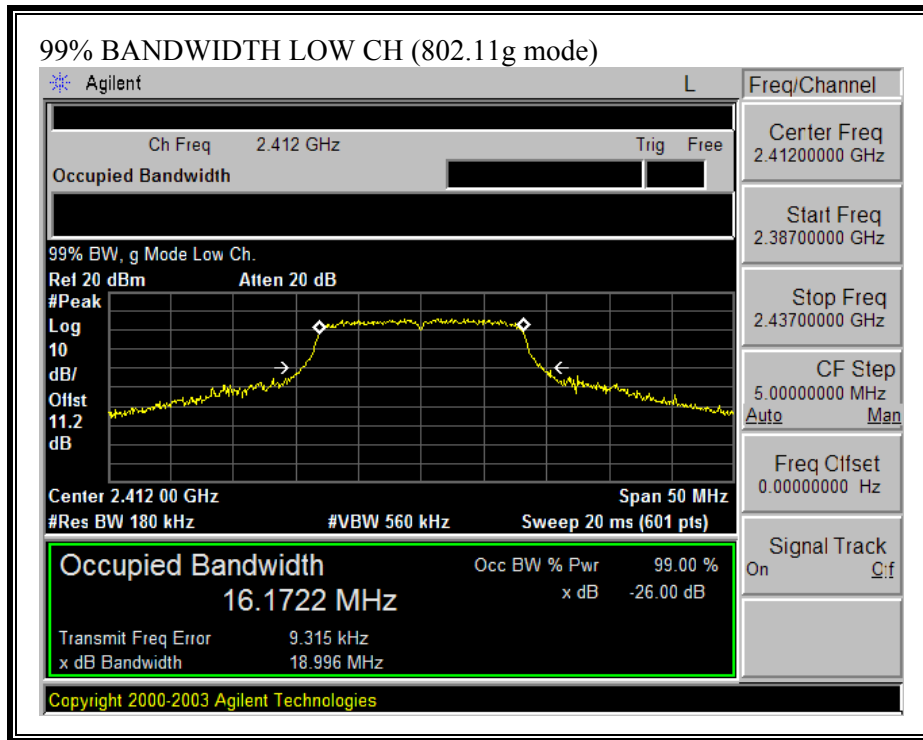 99% BANDWIDTH LOW CH (802.11g mode)
Agilent L
Freq/Channel
Ch Freq 2.412 GHz Trig Free
Occupied Bandwidth
Center Freq
2.41200000 GHz
Start Freq
2.38700000 GHz
Stop Freq
2.43700000 GHz
CF Step
5.00000000 MHz
Auto Man
Freq Offset
0.00000000 Hz
Signal Track
On Off
99% BW, g Mode Low Ch.
Ref 20 dBm Atten 20 dB
#Peak
Log
10
dB/
Offst
11.2
dB
Center 2.412 00 GHz Span 50 MHz
#Res BW 180 kHz #VBW 560 kHz Sweep 20 ms (601 pts)
Occupied Bandwidth
16.1722 MHz
Occ BW % Pwr 99.00 %
x dB -26.00 dB
Transmit Freq Error 9.315 kHz
x dB Bandwidth 18.996 MHz
Copyright 2000-2003 Agilent Technologies